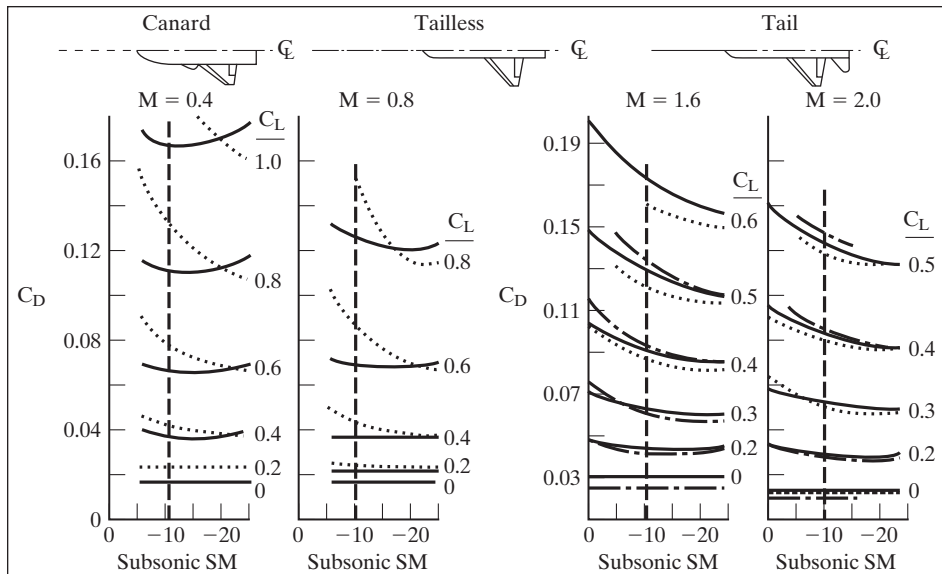 Canard
Tailless
Tail
℄
℄
℄
M = 0.4
M = 0.8
M = 1.6
M = 2.0
C_D
0.16
0.12
0.08
0.04
0
C_L
1.0
0.8
0.6
0.4
0.2
0
0 −10 −20
Subsonic SM
C_L
0.8
0.6
0.4
0.2
0
0 −10 −20
Subsonic SM
C_D
0.19
0.15
0.11
0.07
0.03
C_L
0.6
0.5
0.4
0.3
0.2
0
0 −10 −20
Subsonic SM
C_L
0.5
0.4
0.3
0.2
0
0 −10 −20
Subsonic SM